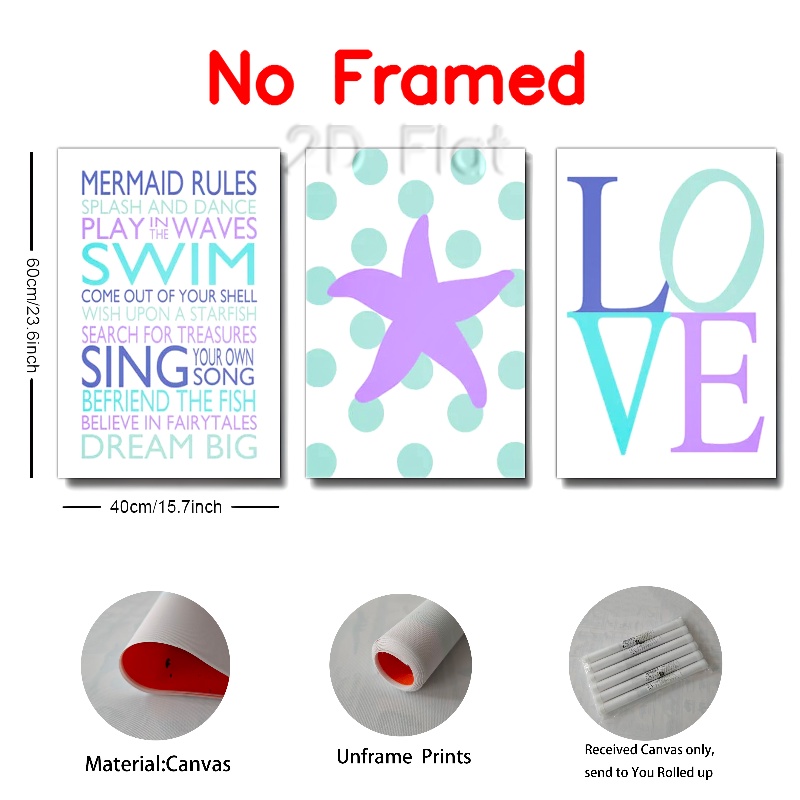 No Framed
2D Flat
MERMAID RULES
SPLASH AND DANCE
PLAY IN THE WAVES
SWIM
COME OUT OF YOUR SHELL
WISH UPON A STARFISH
SEARCH FOR TREASURES
SING YOUR OWN SONG
BEFRIEND THE FISH
BELIEVE IN FAIRYTALES
DREAM BIG
LO
VE
60cm/23.6inch
40cm/15.7inch
Material:Canvas
Unframe Prints
Received Canvas only,
send to You Rolled up